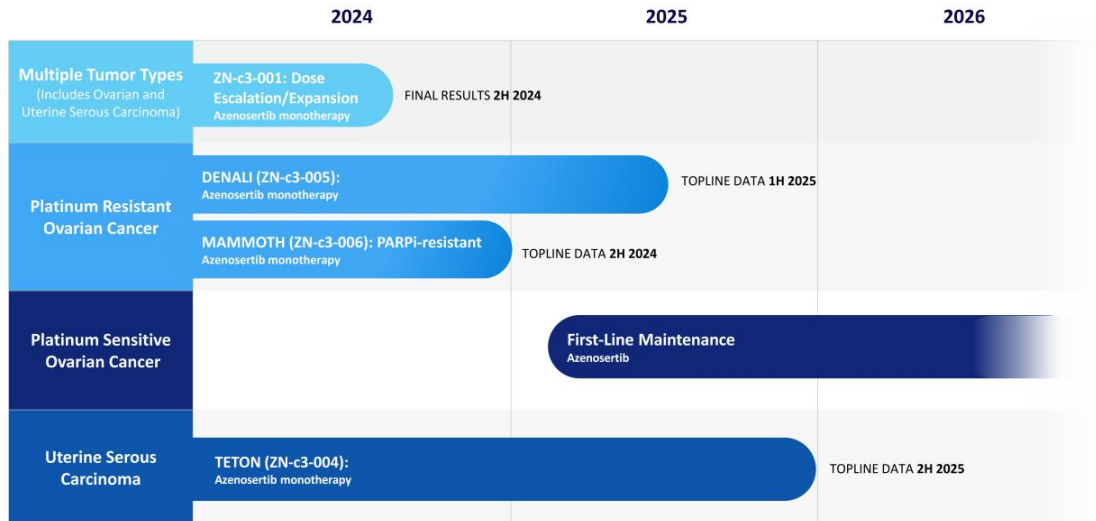 2024
2025
2026
Multiple Tumor Types
(Includes Ovarian and
Uterine Serous Carcinoma)
ZN-c3-001: Dose
Escalation/Expansion
Azenosertib monotherapy
FINAL RESULTS 2H 2024
Platinum Resistant
Ovarian Cancer
DENALI (ZN-c3-005):
Azenosertib monotherapy
TOPLINE DATA 1H 2025
MAMMOTH (ZN-c3-006): PARPi-resistant
Azenosertib monotherapy
TOPLINE DATA 2H 2024
Platinum Sensitive
Ovarian Cancer
First-Line Maintenance
Azenosertib
Uterine Serous
Carcinoma
TETON (ZN-c3-004):
Azenosertib monotherapy
TOPLINE DATA 2H 2025